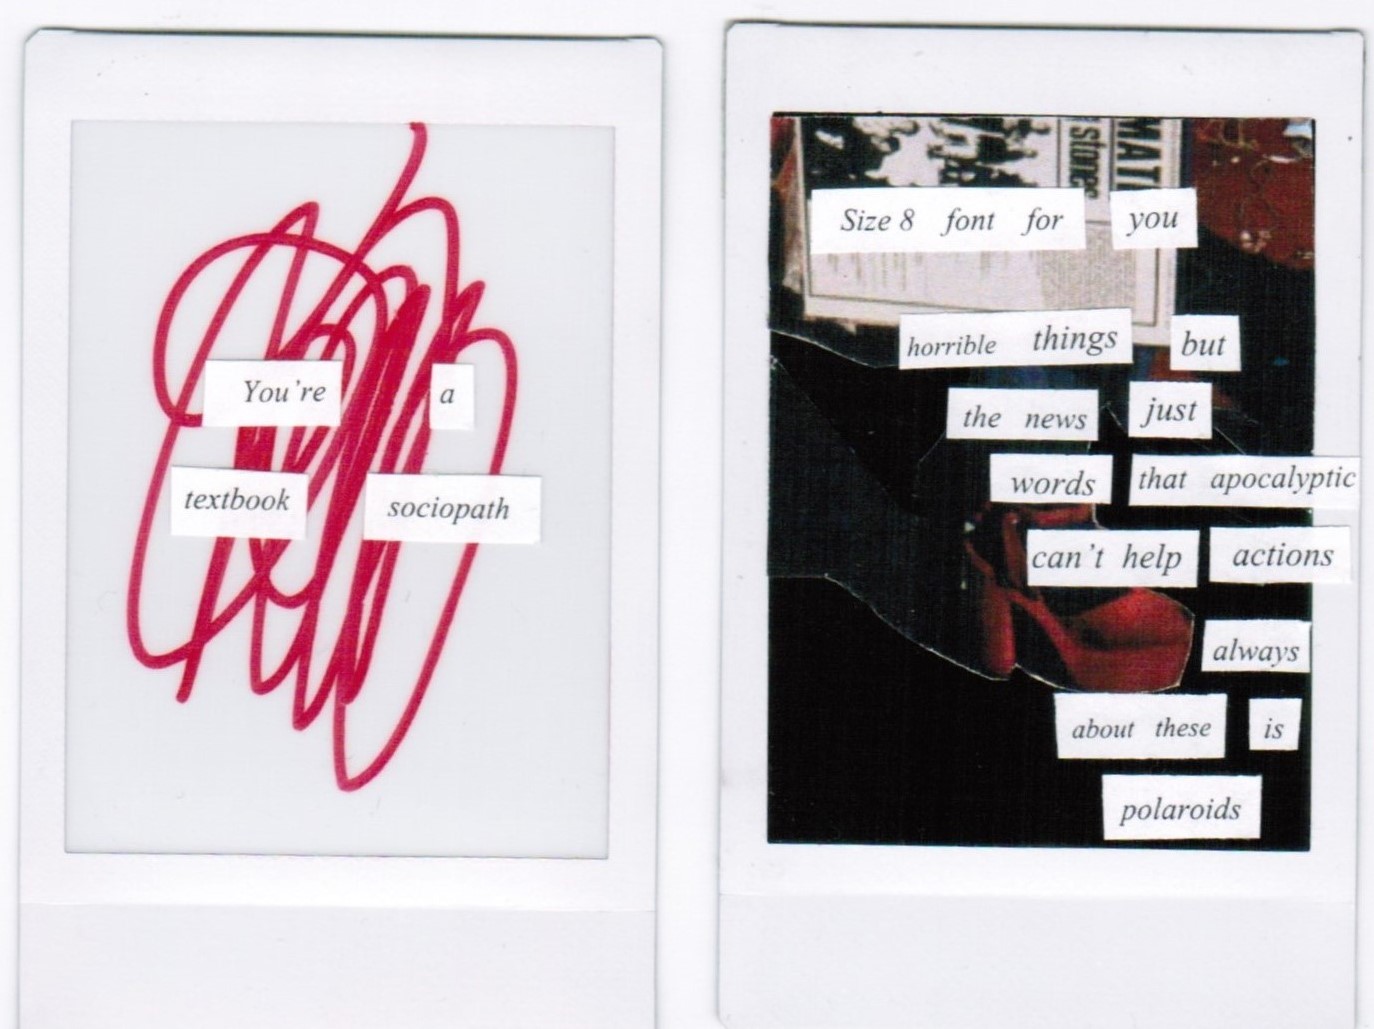 You're a
textbook sociopath
MATI
stones
Size 8 font for you
horrible things but
the news just
words that apocalyptic
can't help actions
always
about these is
polaroids